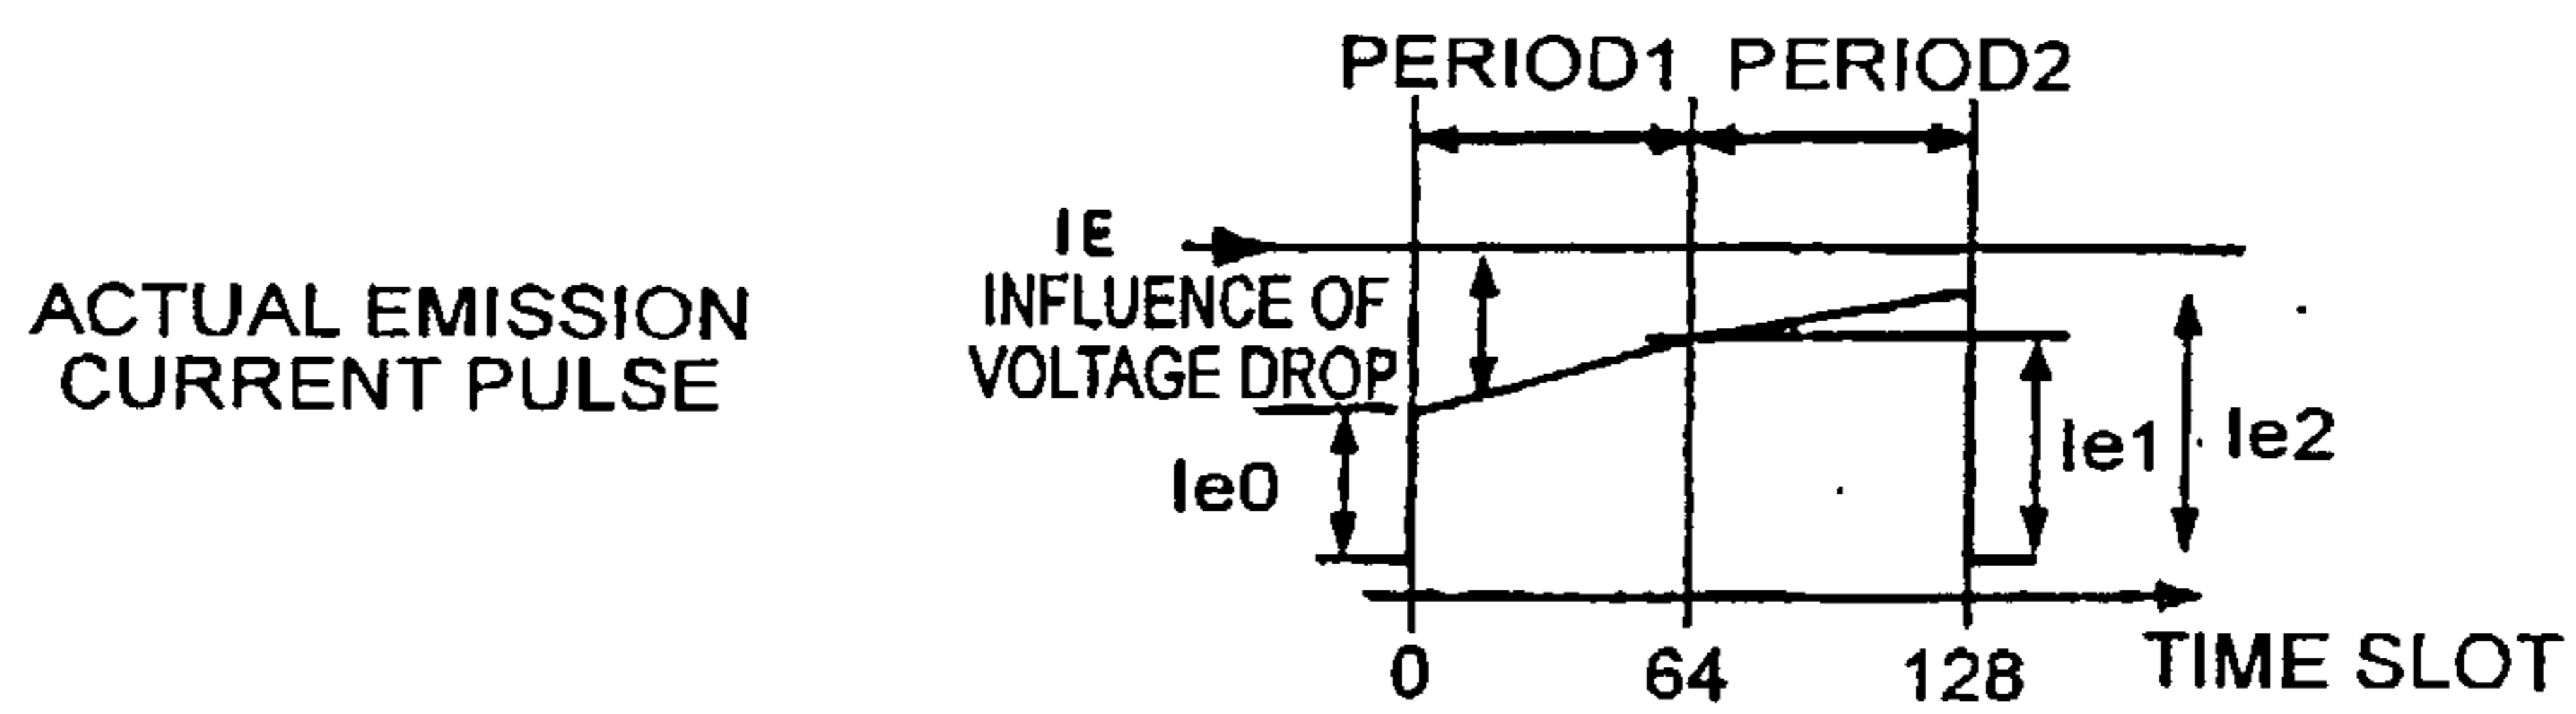 PERIOD1 PERIOD2
IE
INFLUENCE OF
VOLTAGE DROP
ACTUAL EMISSION
CURRENT PULSE
Ie0
Ie1
Ie2
0 64 128
TIME SLOT